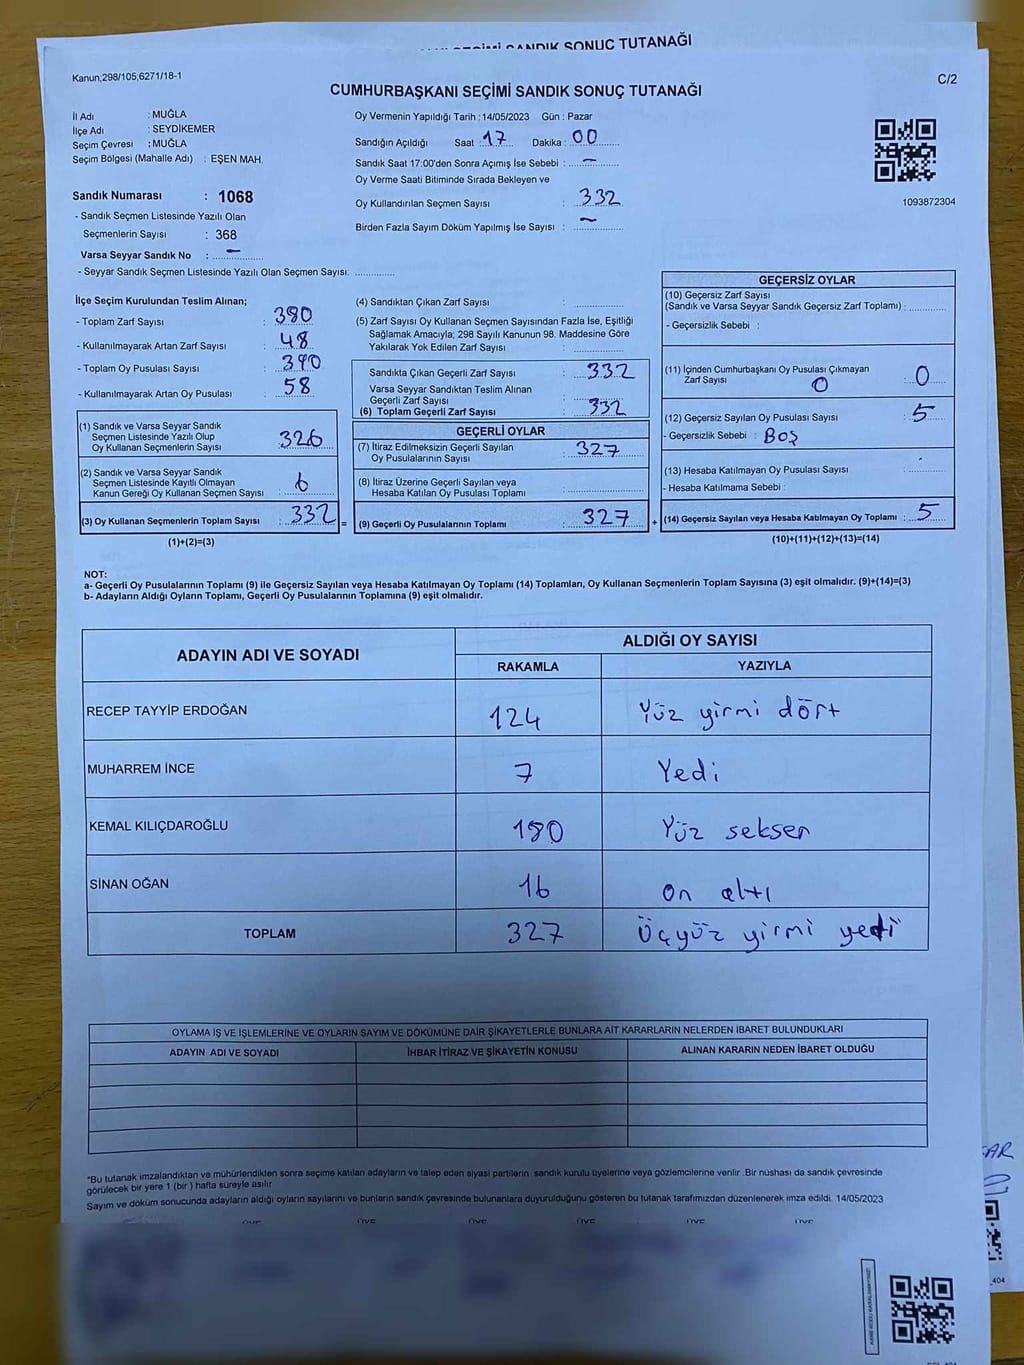 SEÇİMİ SANDIK SONUÇ TUTANAĞI
Kanun;298/105;6271/18-1
C/2
CUMHURBAŞKANI SEÇİMİ SANDIK SONUÇ TUTANAĞI
İl Adı : MUĞLA
İlçe Adı : SEYDİKEMER
Seçim Çevresi : MUĞLA
Seçim Bölgesi (Mahalle Adı) : EŞEN MAH.
Sandık Numarası : 1068
- Sandık Seçmen Listesinde Yazılı Olan
Seçmenlerin Sayısı : 368
Varsa Seyyar Sandık No : —
- Seyyar Sandık Seçmen Listesinde Yazılı Olan Seçmen Sayısı: ............
Oy Vermenin Yapıldığı Tarih : 14/05/2023 Gün : Pazar
Sandığın Açıldığı Saat : 17 Dakika : 00
Sandık Saat 17:00'den Sonra Açımış İse Sebebi : —
Oy Verme Saati Bitiminde Sırada Bekleyen ve
Oy Kullandırılan Seçmen Sayısı : 332
Birden Fazla Sayım Döküm Yapılmış İse Sayısı : —
1093872304
İlçe Seçim Kurulundan Teslim Alınan;
- Toplam Zarf Sayısı : 380
- Kullanılmayarak Artan Zarf Sayısı : 48
- Toplam Oy Pusulası Sayısı : 390
- Kullanılmayarak Artan Oy Pusulası : 58
(1) Sandık ve Varsa Seyyar Sandık
Seçmen Listesinde Yazılı Olup
Oy Kullanan Seçmenlerin Sayısı : 326
(2) Sandık ve Varsa Seyyar Sandık
Seçmen Listesinde Kayıtlı Olmayan
Kanun Gereği Oy Kullanan Seçmen Sayısı : 6
(3) Oy Kullanan Seçmenlerin Toplam Sayısı : 332 =
(1)+(2)=(3)
(4) Sandıktan Çıkan Zarf Sayısı : ............
(5) Zarf Sayısı Oy Kullanan Seçmen Sayısından Fazla İse, Eşitliği
Sağlamak Amacıyla; 298 Sayılı Kanunun 98. Maddesine Göre
Yakılarak Yok Edilen Zarf Sayısı : ............
Sandıkta Çıkan Geçerli Zarf Sayısı : 332
Varsa Seyyar Sandıktan Teslim Alınan
Geçerli Zarf Sayısı :
(6) Toplam Geçerli Zarf Sayısı : 332
GEÇERLİ OYLAR
(7) İtiraz Edilmeksizin Geçerli Sayılan
Oy Pusulalarının Sayısı : 327
(8) İtiraz Üzerine Geçerli Sayılan veya
Hesaba Katılan Oy Pusulası Toplamı : ............
(9) Geçerli Oy Pusulalarının Toplamı : 327 +
GEÇERSİZ OYLAR
(10) Geçersiz Zarf Sayısı
(Sandık ve Varsa Seyyar Sandık Geçersiz Zarf Toplamı) : ............
- Geçersizlik Sebebi :
(11) İçinden Cumhurbaşkanı Oy Pusulası Çıkmayan
Zarf Sayısı 0 : 0
(12) Geçersiz Sayılan Oy Pusulası Sayısı : 5
- Geçersizlik Sebebi : BOŞ
(13) Hesaba Katılmayan Oy Pusulası Sayısı : ............
- Hesaba Katılmama Sebebi :
(14) Geçersiz Sayılan veya Hesaba Katılmayan Oy Toplamı : 5
(10)+(11)+(12)+(13)=(14)
NOT:
a- Geçerli Oy Pusulalarının Toplamı (9) ile Geçersiz Sayılan veya Hesaba Katılmayan Oy Toplamı (14) Toplamları, Oy Kullanan Seçmenlerin Toplam Sayısına (3) eşit olmalıdır. (9)+(14)=(3)
b- Adayların Aldığı Oyların Toplamı, Geçerli Oy Pusulalarının Toplamına (9) eşit olmalıdır.
ADAYIN ADI VE SOYADI ALDIĞI OY SAYISI
RAKAMLA YAZIYLA
RECEP TAYYİP ERDOĞAN 124 Yüz yirmi dört
MUHARREM İNCE 7 Yedi
KEMAL KILIÇDAROĞLU 180 Yüz seksen
SİNAN OĞAN 16 on altı
TOPLAM 327 Üçyüz yirmi yedi
OYLAMA İŞ VE İŞLEMLERİNE VE OYLARIN SAYIM VE DÖKÜMÜNE DAİR ŞİKAYETLERLE BUNLARA AİT KARARLARIN NELERDEN İBARET BULUNDUKLARI
ADAYIN ADI VE SOYADI İHBAR İTİRAZ VE ŞİKAYETİN KONUSU ALINAN KARARIN NEDEN İBARET OLDUĞU
*Bu tutanak imzalandıktan ve mühürlendikten sonra seçime katılan adayların ve talep eden siyasi partilerin sandık kurulu üyelerine veya gözlemcilerine verilir .Bir nüshası da sandık çevresinde
görülecek bir yere 1 (bir ) hafta süreyle asılır
Sayım ve döküm sonucunda adayların aldığı oyların sayılarını ve bunların sandık çevresinde bulunanlara duyurulduğunu gösteren bu tutanak tarafımızdan düzenlenerek imza edildi. 14/05/2023
ÜYE ÜYE ÜYE ÜYE ÜYE